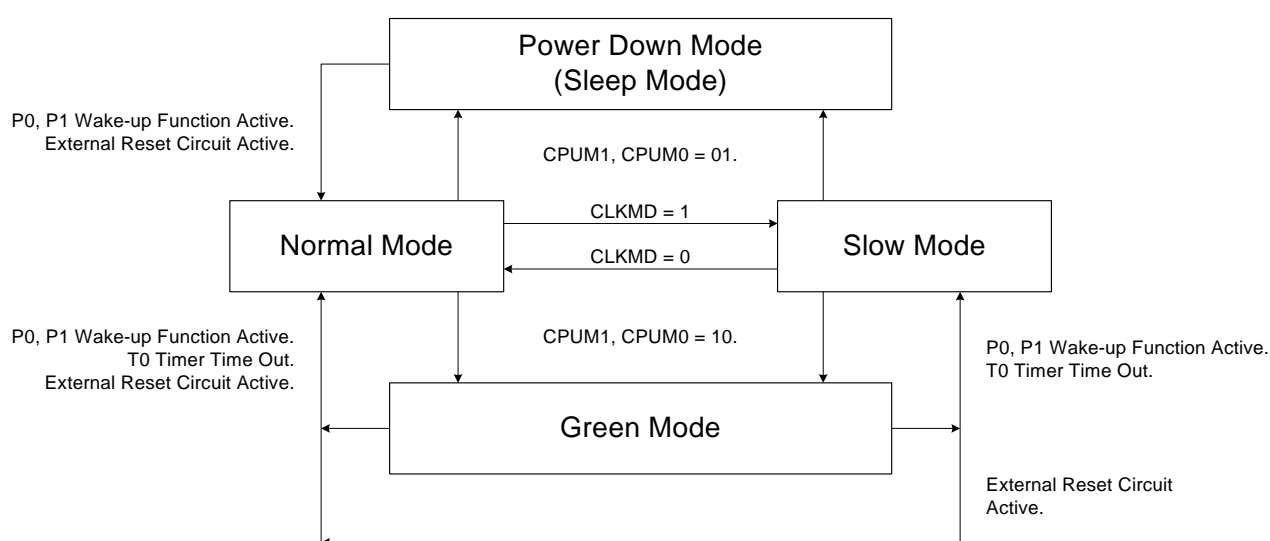 Power Down Mode
(Sleep Mode)
P0, P1 Wake-up Function Active.
External Reset Circuit Active.
CPUM1, CPUM0 = 01.
CLKMD = 1
Normal Mode
Slow Mode
CLKMD = 0
P0, P1 Wake-up Function Active.
T0 Timer Time Out.
External Reset Circuit Active.
CPUM1, CPUM0 = 10.
P0, P1 Wake-up Function Active.
T0 Timer Time Out.
Green Mode
External Reset Circuit
Active.